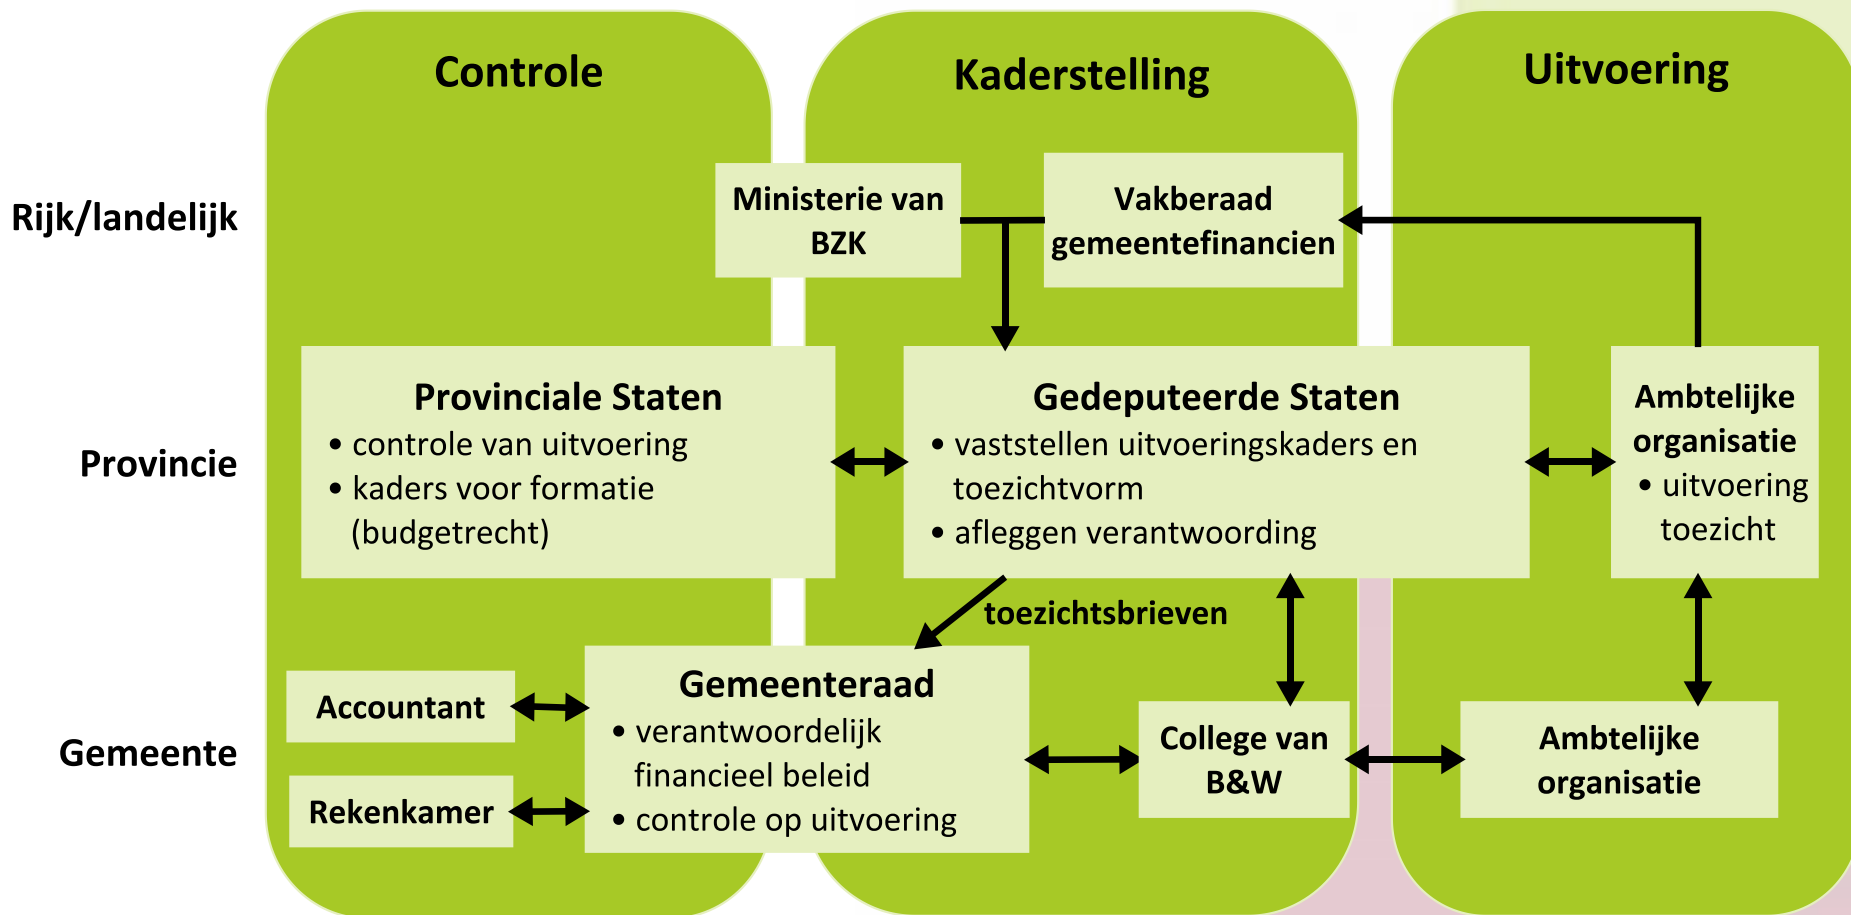 Controle
Kaderstelling
Uitvoering
Rijk/landelijk
Ministerie van
BZK
Vakberaad
gemeentefinancien
Provincie
Provinciale Staten
• controle van uitvoering
• kaders voor formatie
(budgetrecht)
Gedeputeerde Staten
• vaststellen uitvoeringskaders en
toezichtvorm
• afleggen verantwoording
Ambtelijke
organisatie
• uitvoering
toezicht
toezichtsbrieven
Gemeente
Accountant
Rekenkamer
Gemeenteraad
• verantwoordelijk
financieel beleid
• controle op uitvoering
College van
B&W
Ambtelijke
organisatie